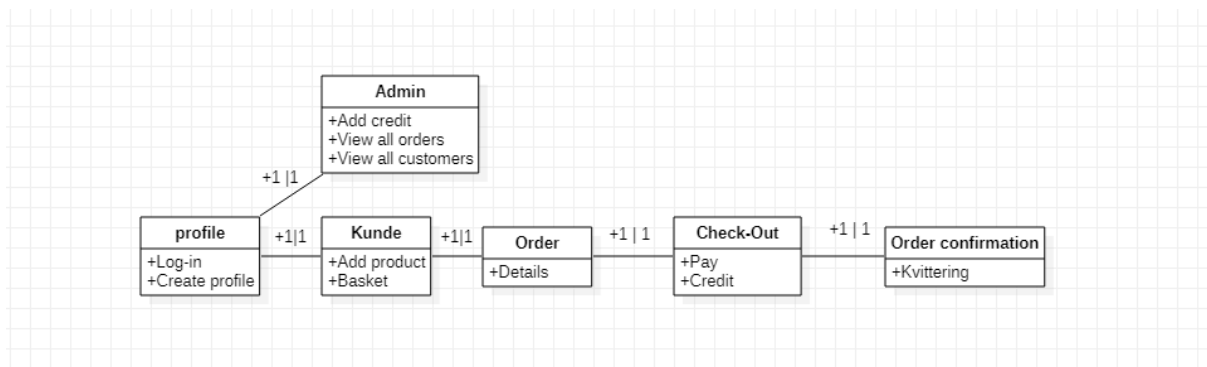 Admin
+Add credit
+View all orders
+View all customers
+1 |1
profile
+Log-in
+Create profile
+1|1
Kunde
+Add product
+Basket
+1|1
Order
+Details
+1 | 1
Check-Out
+Pay
+Credit
+1 | 1
Order confirmation
+Kvittering